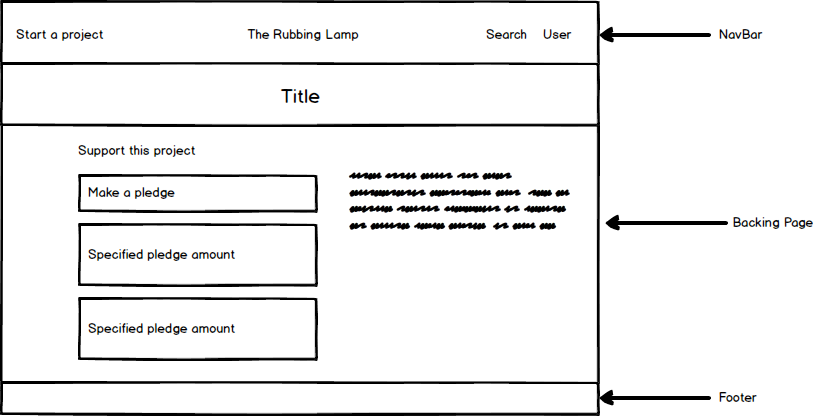 Start a project
The Rubbing Lamp
Search
User
NavBar
Title
Support this project
Make a pledge
Specified pledge amount
Backing Page
Specified pledge amount
Footer